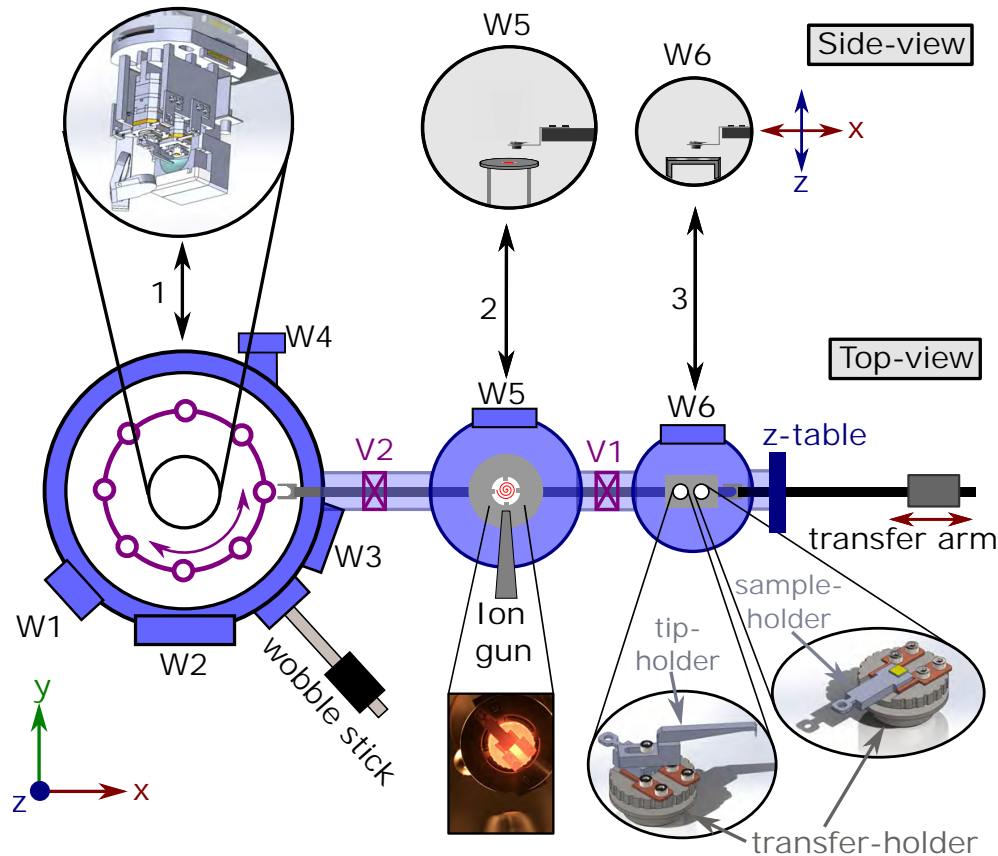 W5
Side-view
W6
x
z
1
2
3
W4
Top-view
W5
W6
z-table
V2
V1
transfer arm
W3
sample-
holder
W1
tip-
holder
Ion
gun
W2
wobble stick
y
z
x
transfer-holder